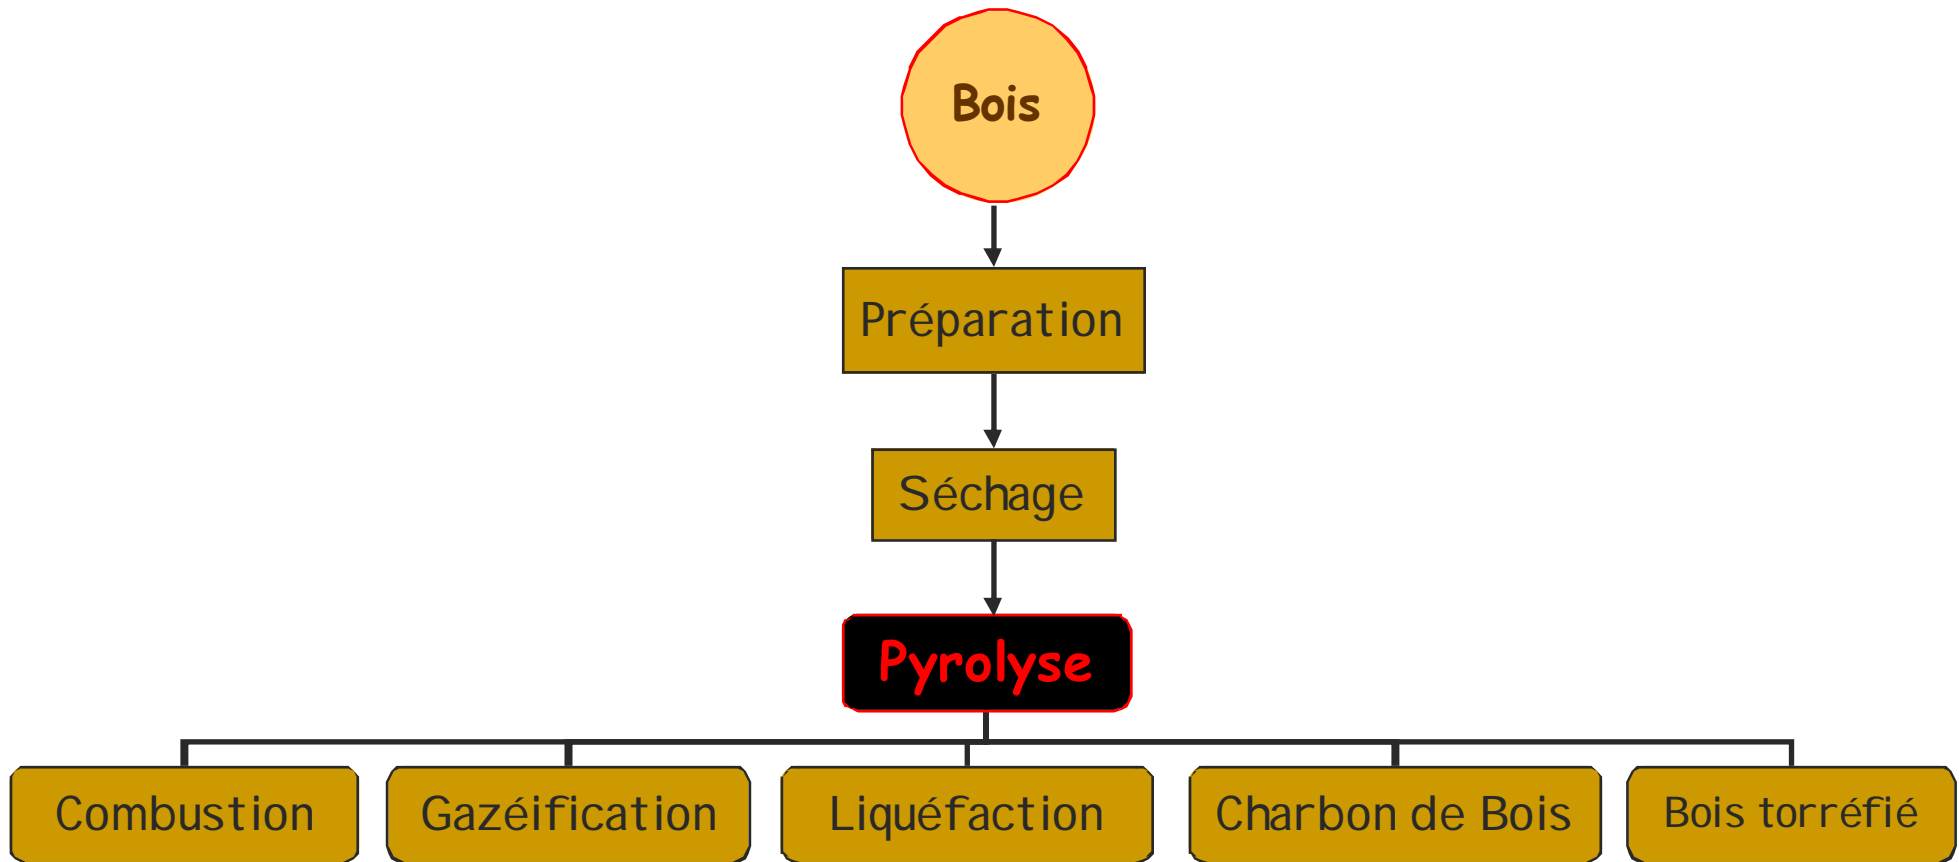 Bois
Préparation
Séchage
Pyrolyse
Combustion
Gazéification
Liquéfaction
Charbon de Bois
Bois torréfié